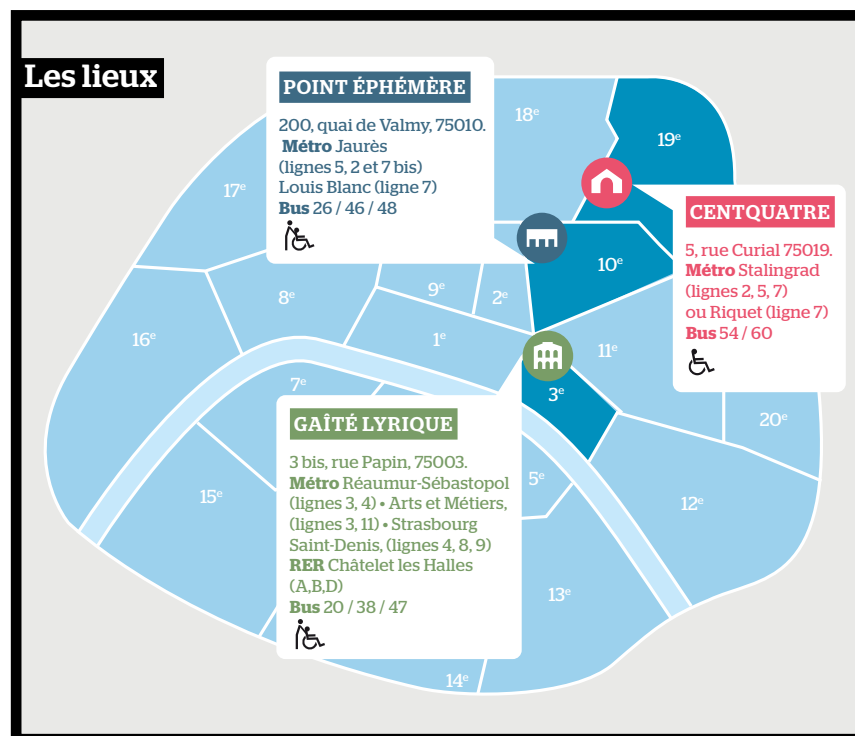 Les lieux
POINT ÉPHÉMÈRE
200, quai de Valmy, 75010.
Métro Jaurès
(lignes 5, 2 et 7 bis)
Louis Blanc (ligne 7)
Bus 26 / 46 / 48
18e
19e
17e
CENTQUATRE
5, rue Curial 75019.
Métro Stalingrad
(lignes 2, 5, 7)
ou Riquet (ligne 7)
Bus 54 / 60
10e
9e
2e
8e
16e
1e
11e
7e
3e
20e
GAÎTÉ LYRIQUE
3 bis, rue Papin, 75003.
Métro Réaumur-Sébastopol
(lignes 3, 4) • Arts et Métiers,
(lignes 3, 11) • Strasbourg
Saint-Denis, (lignes 4, 8, 9)
RER Châtelet les Halles
(A,B,D)
Bus 20 / 38 / 47
5e
15e
12e
13e
14e